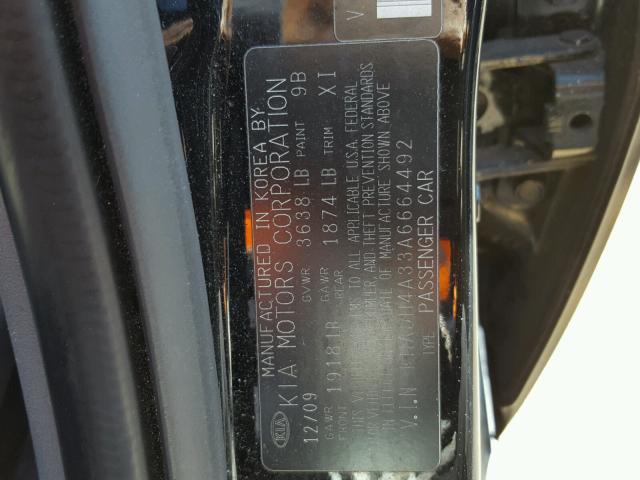 MANUFACTURED IN KOREA BY
KIA KIA MOTORS CORPORATION
12/09 GVWR 3638 LB PAINT 9B
GAWR FRONT 1918 LB GAWR REAR 1874 LB TRIM XI
THIS TO ALL APPLICABLE U.S.A. FEDERAL
AND THEFT PREVENTION STANDARDS
OF MANUFACTURE SHOWN ABOVE
V.I.N
TYPE PASSENGER CAR
V